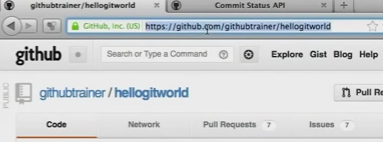 githubtrainer/hellogitworld Commit Status API
GitHub, Inc. (US) https://github.com/githubtrainer/hellogitworld
github Search or Type a Command Explore Gist Blog Help
PUBLIC githubtrainer / hellogitworld Pull Re
Code Network Pull Requests 7 Issues 7